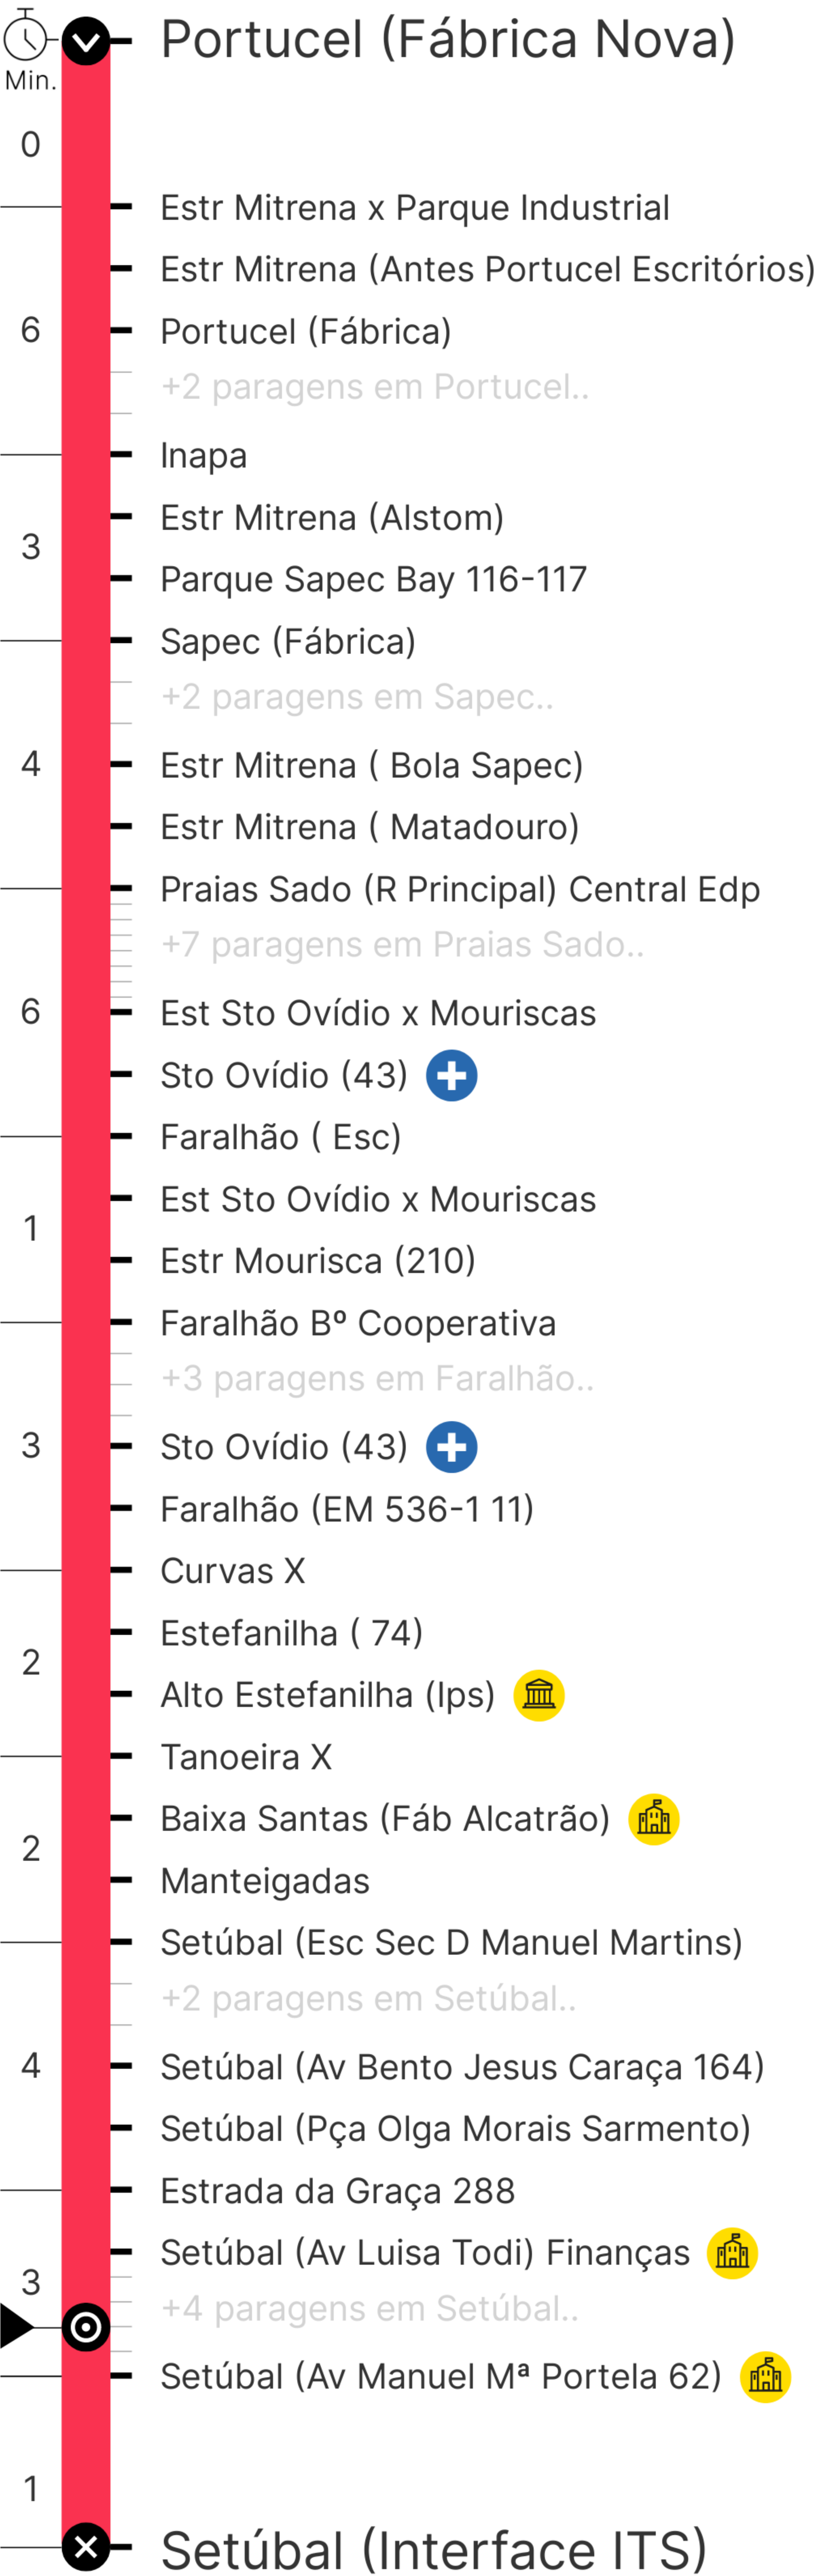 Portucel (Fábrica Nova)
Min.
0
Estr Mitrena x Parque Industrial
Estr Mitrena (Antes Portucel Escritórios)
6
Portucel (Fábrica)
+2 paragens em Portucel..
Inapa
Estr Mitrena (Alstom)
3
Parque Sapec Bay 116-117
Sapec (Fábrica)
+2 paragens em Sapec..
4
Estr Mitrena ( Bola Sapec)
Estr Mitrena ( Matadouro)
Praias Sado (R Principal) Central Edp
+7 paragens em Praias Sado..
6
Est Sto Ovídio x Mouriscas
Sto Ovídio (43)
Faralhão ( Esc)
Est Sto Ovídio x Mouriscas
1
Estr Mourisca (210)
Faralhão Bº Cooperativa
+3 paragens em Faralhão..
3
Sto Ovídio (43)
Faralhão (EM 536-1 11)
Curvas X
Estefanilha ( 74)
2
Alto Estefanilha (Ips)
Tanoeira X
Baixa Santas (Fáb Alcatrão)
2
Manteigadas
Setúbal (Esc Sec D Manuel Martins)
+2 paragens em Setúbal..
4
Setúbal (Av Bento Jesus Caraça 164)
Setúbal (Pça Olga Morais Sarmento)
Estrada da Graça 288
Setúbal (Av Luisa Todi) Finanças
3
+4 paragens em Setúbal..
Setúbal (Av Manuel Mª Portela 62)
1
Setúbal (Interface ITS)